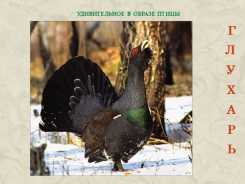 УДИВИТЕЛЬНОЕ В ОБРАЗЕ ПТИЦЫ
Г
Л
У
Х
А
Р
Ь